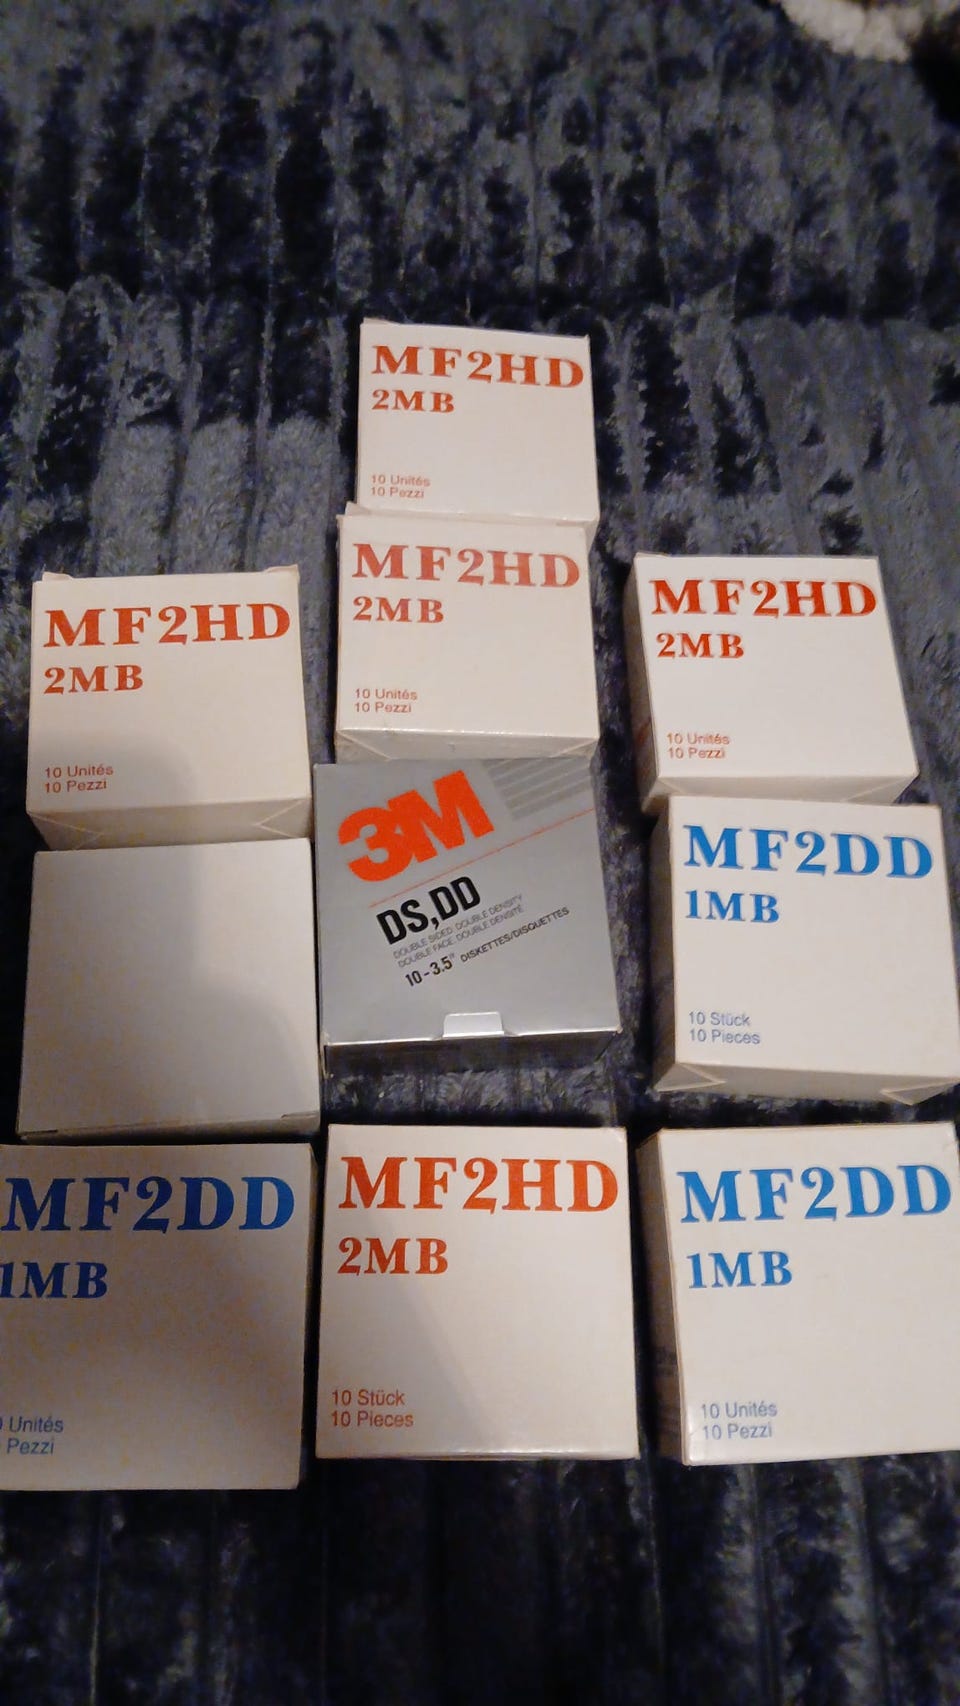 MF2HD
2MB
10 Unités
10 Pezzi
MF2HD
2MB
10 Unités
10 Pezzi
MF2HD
2MB
10 Unités
10 Pezzi
MF2HD
2MB
10 Unités
10 Pezzi
3M
DS,DD
DOUBLE SIDED DOUBLE DENSITY
DOUBLE FACE, DOUBLE DENSITÉ
10-3.5" DISKETTES/DISQUETTES
MF2DD
1MB
10 Stück
10 Pieces
MF2DD
1MB
0 Unités
Pezzi
MF2HD
2MB
10 Stück
10 Pieces
MF2DD
1MB
10 Unités
10 Pezzi